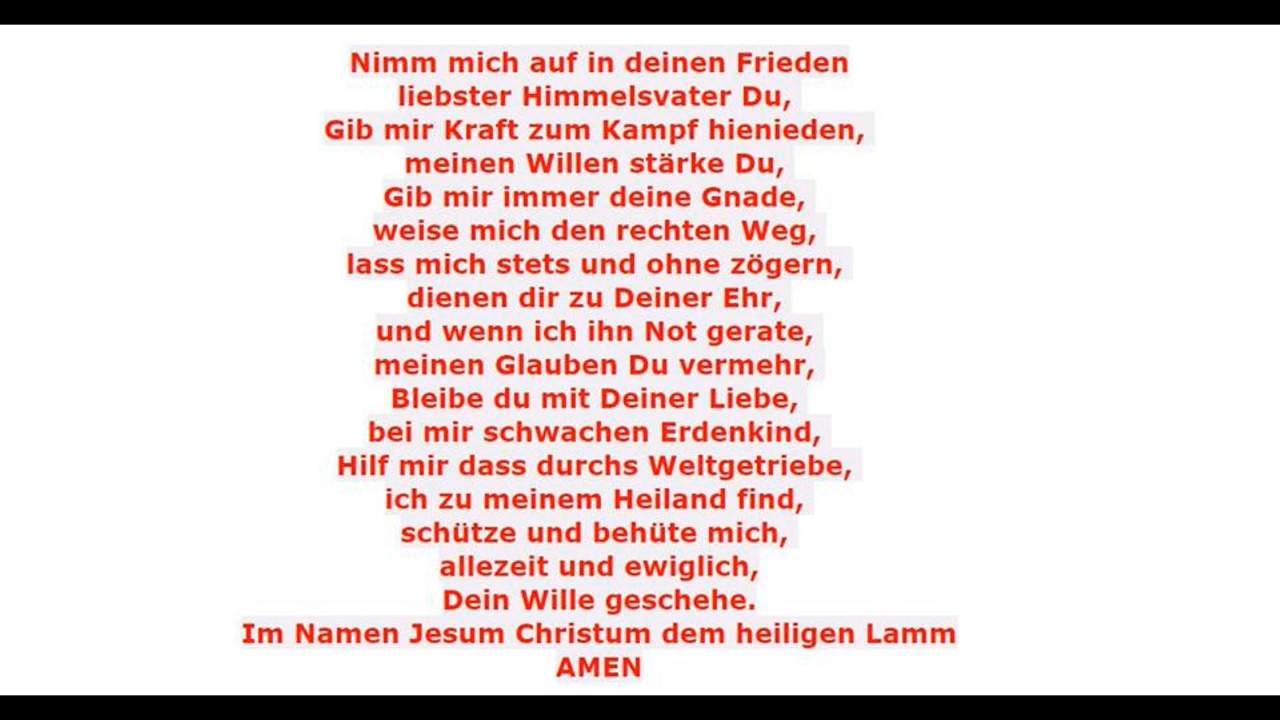 Nimm mich auf in deinen Frieden
liebster Himmelsvater Du,
Gib mir Kraft zum Kampf hienieden,
meinen Willen stärke Du,
Gib mir immer deine Gnade,
weise mich den rechten Weg,
lass mich stets und ohne zögern,
dienen dir zu Deiner Ehr,
und wenn ich ihn Not gerate,
meinen Glauben Du vermehr,
Bleibe du mit Deiner Liebe,
bei mir schwachen Erdenkind,
Hilf mir dass durchs Weltgetriebe,
ich zu meinem Heiland find,
schütze und behüte mich,
allezeit und ewiglich,
Dein Wille geschehe.
Im Namen Jesum Christum dem heiligen Lamm
AMEN